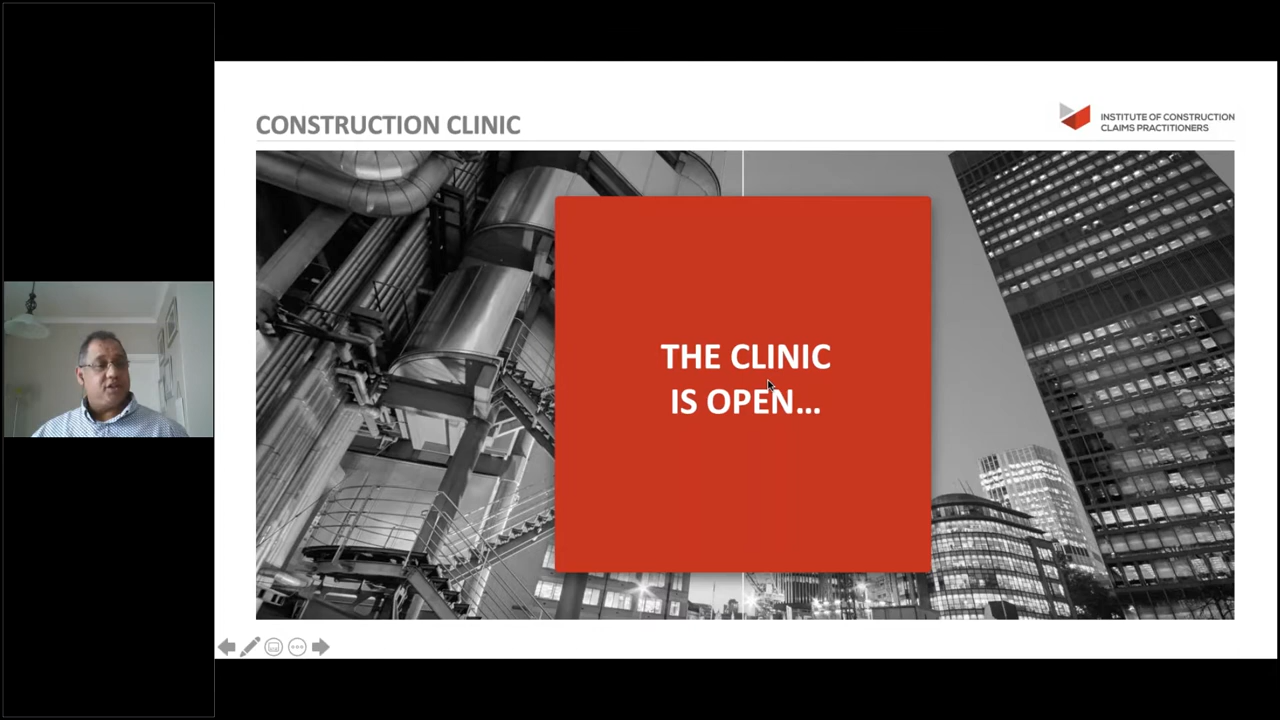 CONSTRUCTION CLINIC
INSTITUTE OF CONSTRUCTION
CLAIMS PRACTITIONERS
THE CLINIC
IS OPEN...